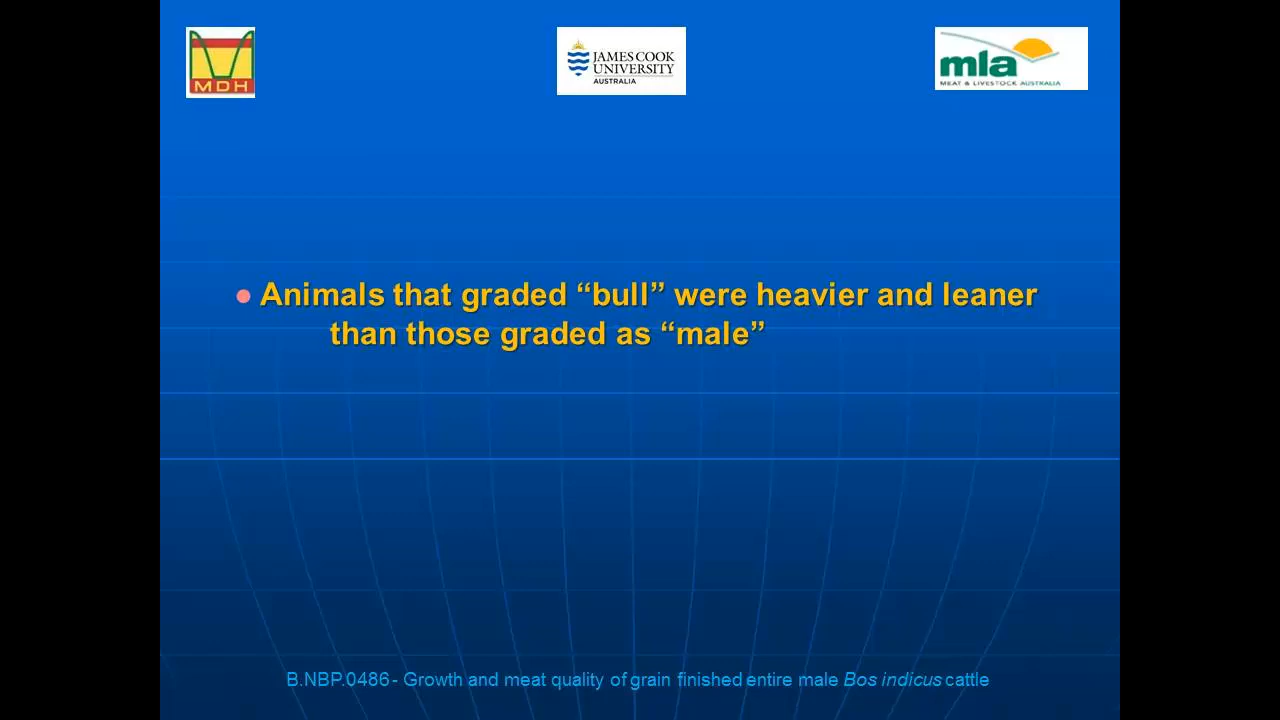 MDH
JAMES COOK
UNIVERSITY
AUSTRALIA
mla
MEAT & LIVESTOCK AUSTRALIA
● Animals that graded “bull” were heavier and leaner
than those graded as “male”
B.NBP.0486 - Growth and meat quality of grain finished entire male Bos indicus cattle